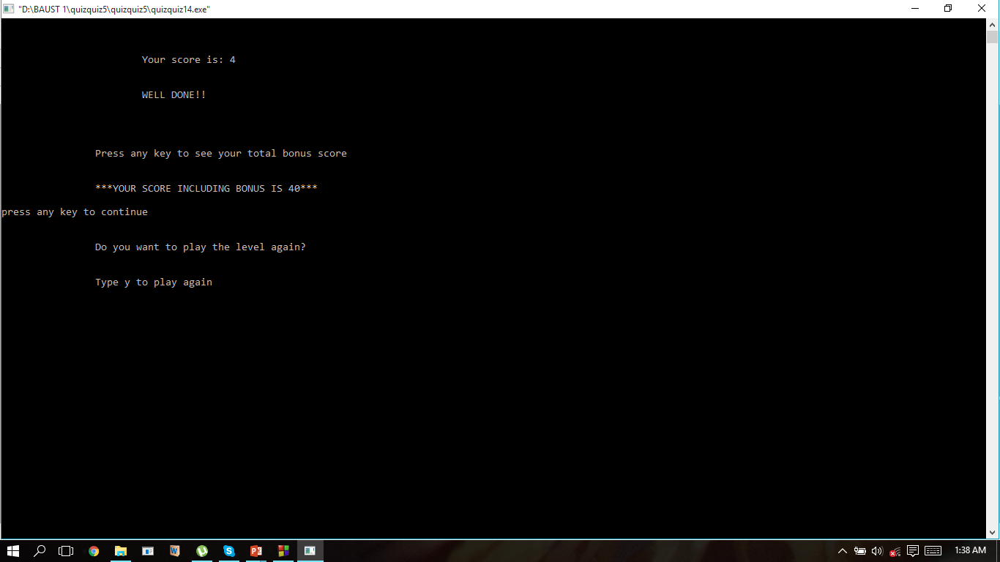 "D:\BAUST 1\quizquiz5\quizquiz5\quizquiz14.exe"
Your score is: 4
WELL DONE!!
Press any key to see your total bonus score
***YOUR SCORE INCLUDING BONUS IS 40***
press any key to continue
Do you want to play the level again?
Type y to play again
1:38 AM